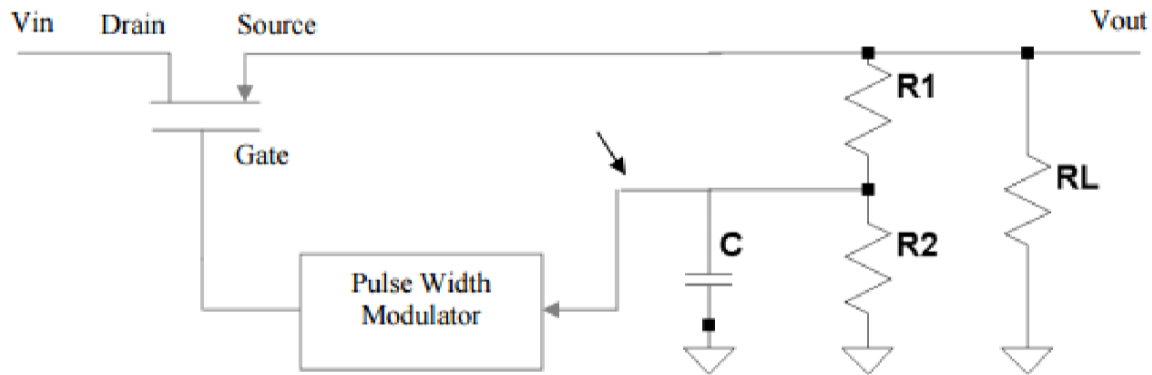 Vin
Drain
Source
Vout
R1
Gate
RL
C
R2
Pulse Width
Modulator